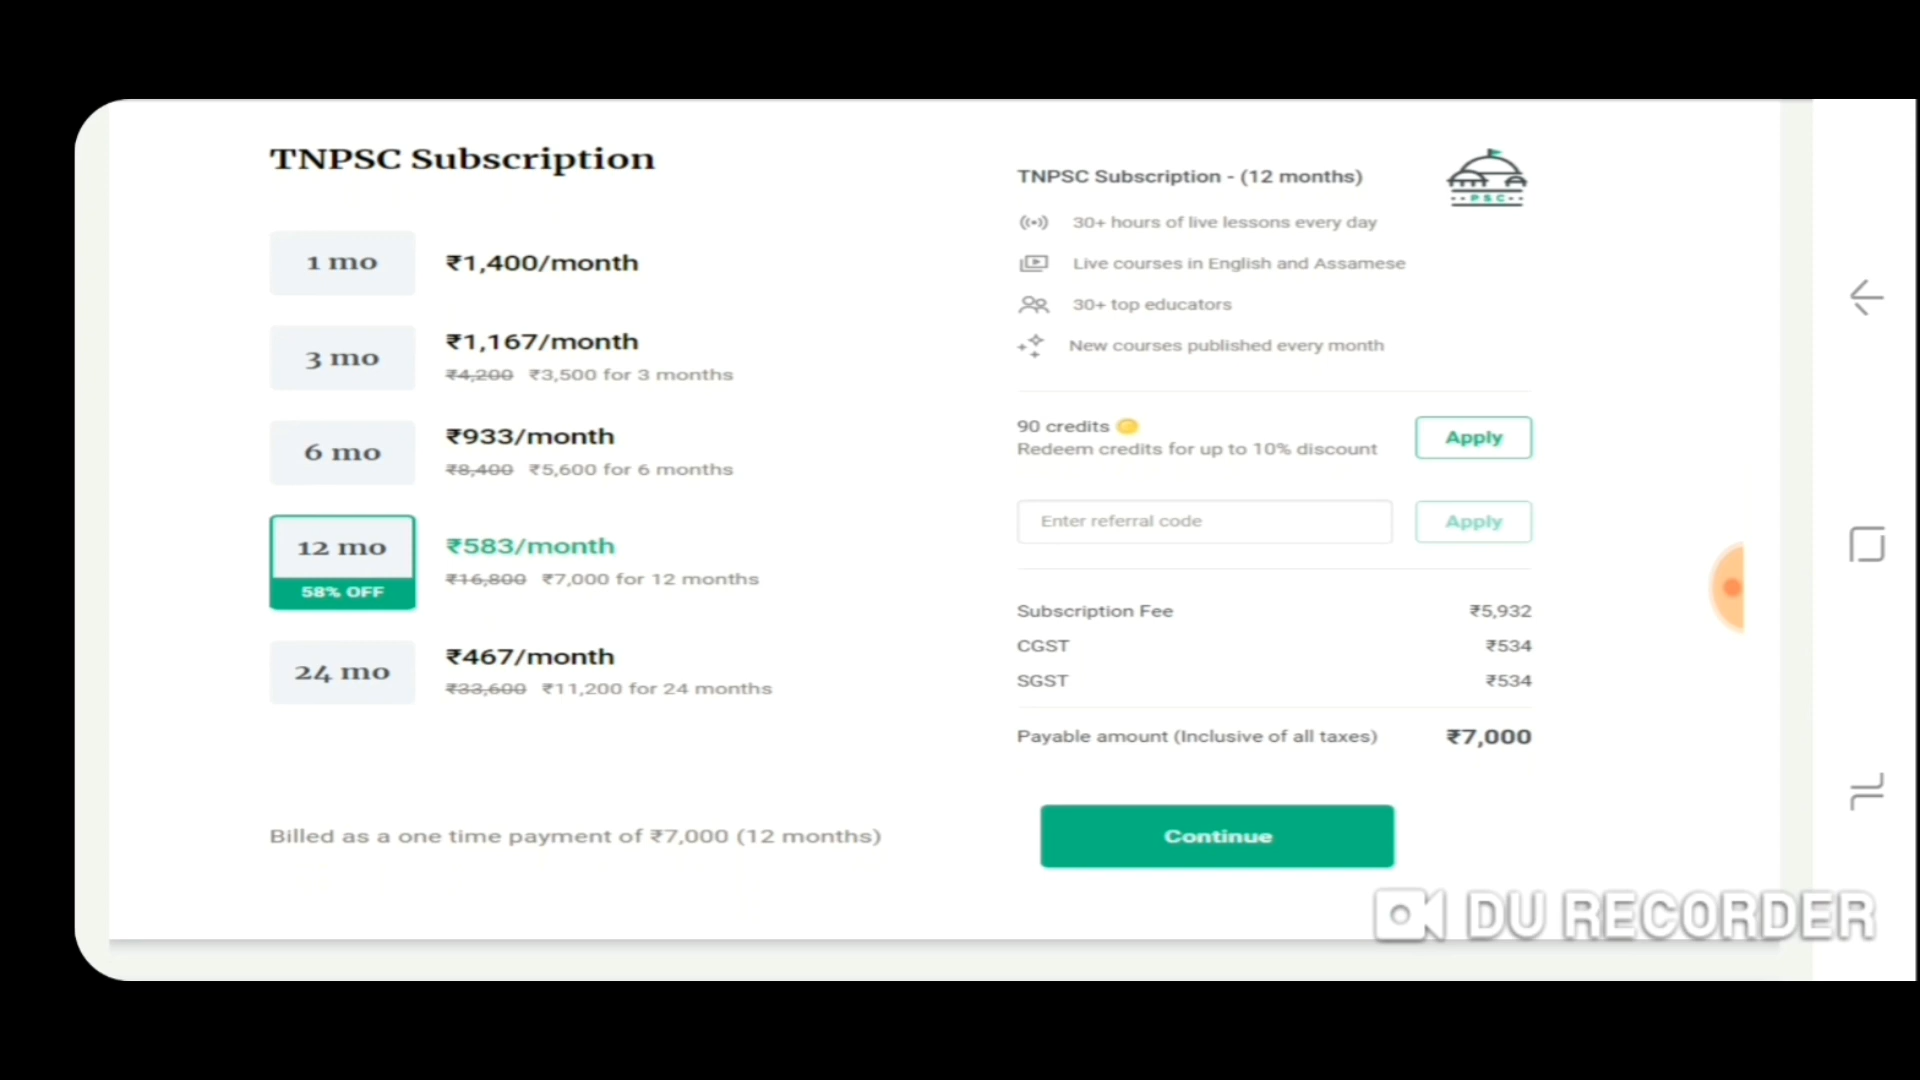 TNPSC Subscription
1 mo
₹1,400/month
3 mo
₹1,167/month
₹4,200 ₹3,500 for 3 months
6 mo
₹933/month
₹8,400 ₹5,600 for 6 months
12 mo
58% OFF
₹583/month
₹16,800 ₹7,000 for 12 months
24 mo
₹467/month
₹33,600 ₹11,200 for 24 months
Billed as a one time payment of ₹7,000 (12 months)
TNPSC Subscription - (12 months)
PSC
30+ hours of live lessons every day
Live courses in English and Assamese
30+ top educators
New courses published every month
90 credits
Redeem credits for up to 10% discount
Apply
Enter referral code
Apply
Subscription Fee ₹5,932
CGST ₹534
SGST ₹534
Payable amount (Inclusive of all taxes) ₹7,000
Continue
DU RECORDER